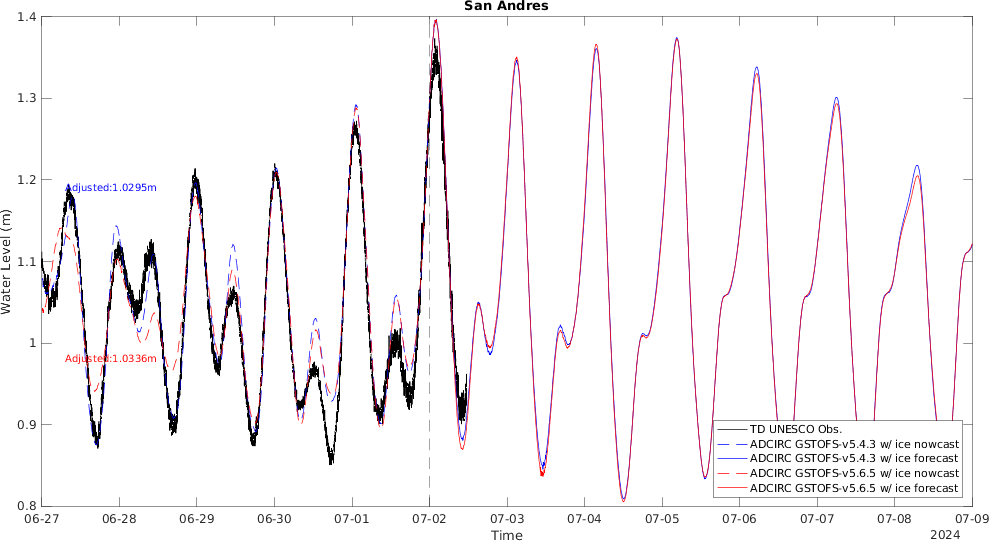 San Andres
1.4
1.3
1.2
1.1
1
0.9
0.8
Water Level (m)
Adjusted:1.0295m
Adjusted:1.0336m
TD UNESCO Obs.
ADCIRC GSTOFS-v5.4.3 w/ ice nowcast
ADCIRC GSTOFS-v5.4.3 w/ ice forecast
ADCIRC GSTOFS-v5.6.5 w/ ice nowcast
ADCIRC GSTOFS-v5.6.5 w/ ice forecast
06-27 06-28 06-29 06-30 07-01 07-02 07-03 07-04 07-05 07-06 07-07 07-08 07-09
Time
2024